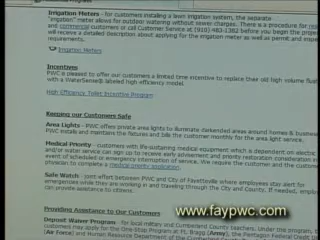 Irrigation Meters - for customers installing a lawn irrigation system, the separate
"irrigation" meter allows for outdoor watering without sewer charges. There is a procedure for
and commercial customers or call Customer Service at (910) 483-1382 before you begin the
will receive a detailed description about applying for the irrigation meter as well as permit and
requirements.
Irrigation Meters
Incentives
PWC is pleased to offer our customers a limited time incentive to replace their old high volume
with a WaterSense® labeled high efficiency model.
High Efficiency Toilet Incentive Program
Keeping our Customers Safe
Area Lights - PWC offers private area lights to illuminate darkened areas around homes &
PWC installs and maintains the fixtures and bills the customer monthly for the area light service.
Medical Priority - customers with life-sustaining medical equipment which is dependent on electric
and/or water service can sign up to receive early advisement and priority restoration consideration in
event of scheduled or emergency interruption of service. We require the customer and the
physician to complete a medical priority application.
Safe Watch - joint effort between PWC and City of Fayetteville where employees stay alert for
emergencies while they are working in and traveling through the City and County. If needed,
can provide assistance to citizens.
www.faypwc.com
Providing Assistance to Our Customers
Deposit Waiver Program - for local military and Cumberland County Teachers. Under the program,
customers may apply for the One-Stop Program at Ft. Bragg (Army), the Pentagon Federal Credit
(Air Force) and Human Resource Department of the Cumberland